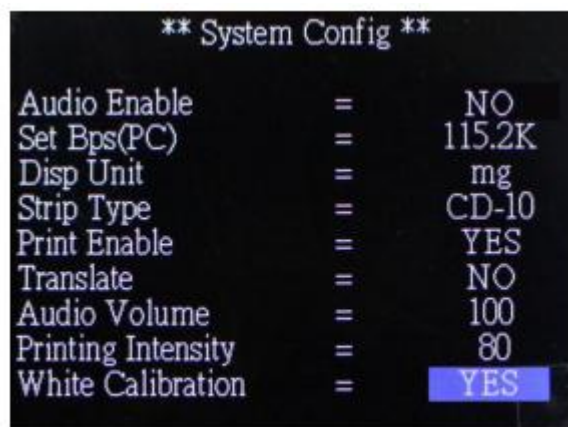 ** System Config **
Audio Enable = NO
Set Bps(PC) = 115.2K
Disp Unit = mg
Strip Type = CD-10
Print Enable = YES
Translate = NO
Audio Volume = 100
Printing Intensity = 80
White Calibration = YES